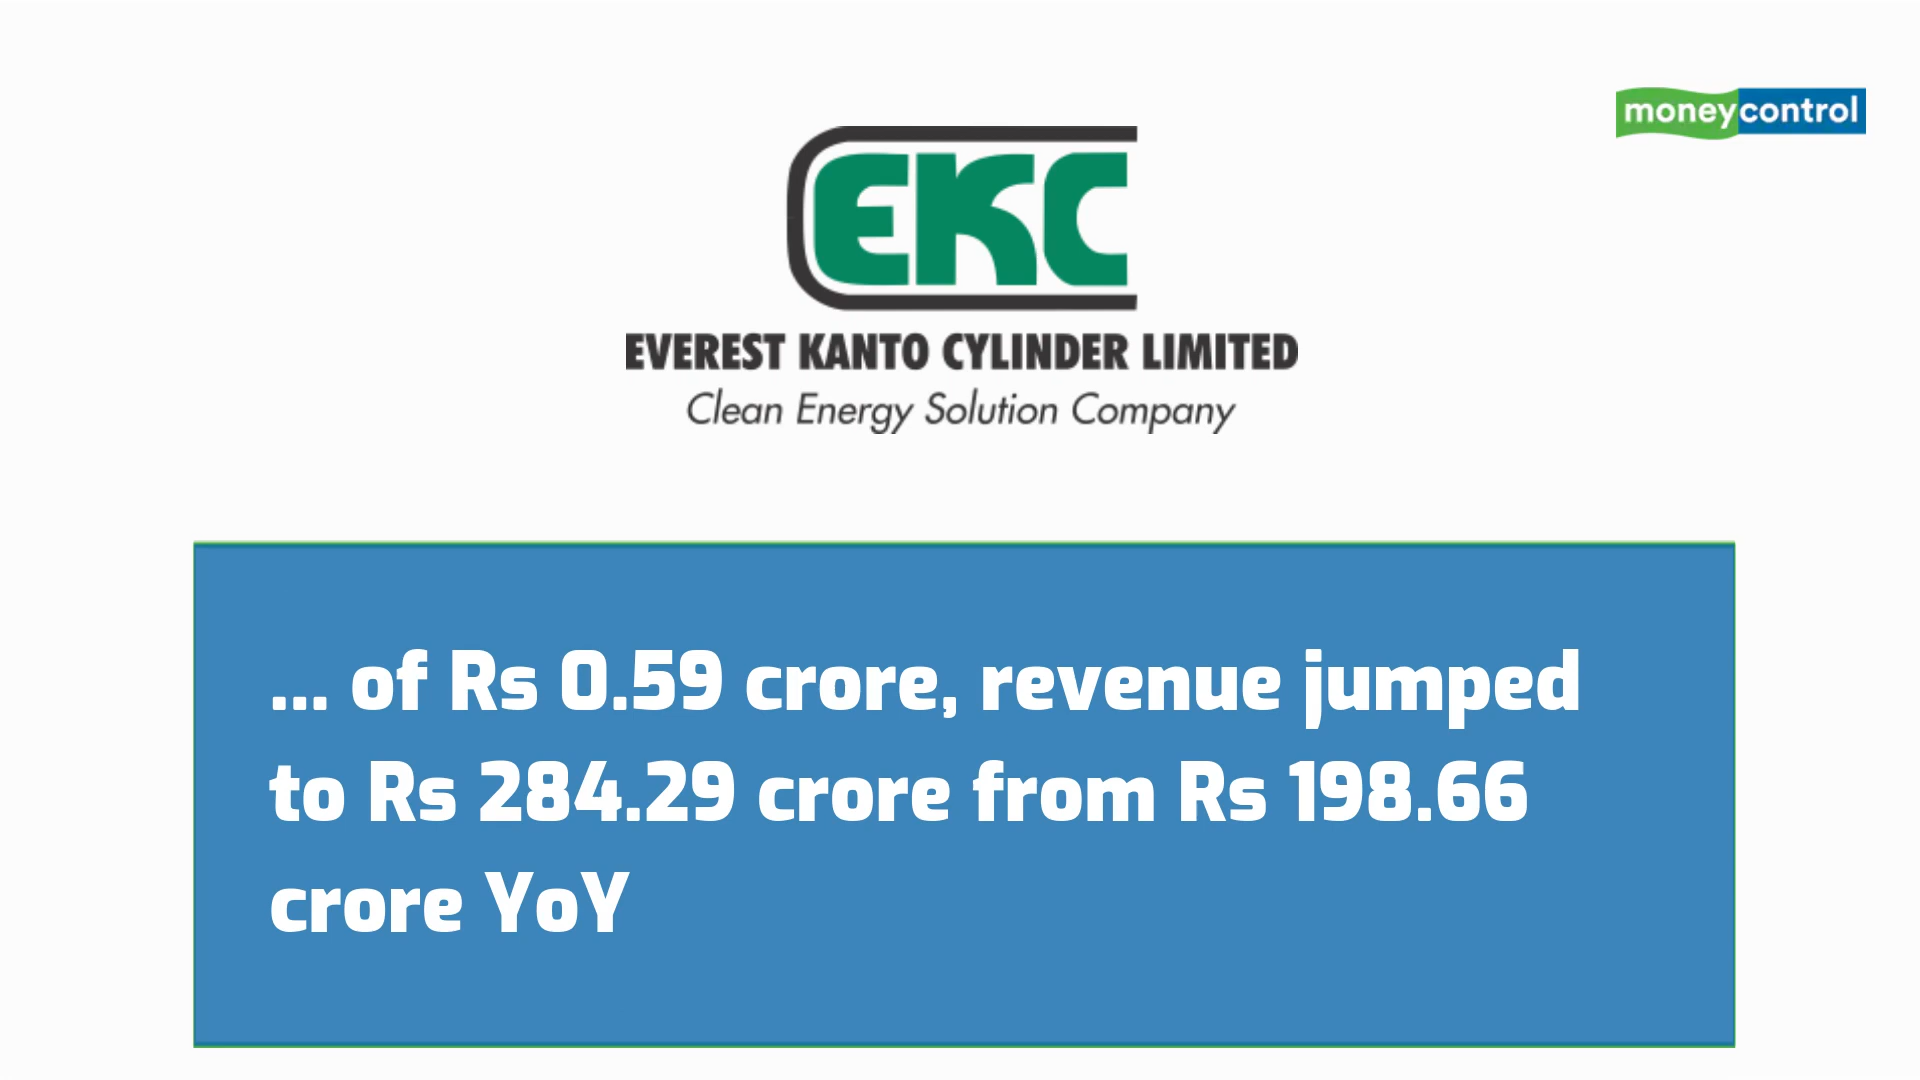 moneycontrol
EKC
EVEREST KANTO CYLINDER LIMITED
Clean Energy Solution Company
... of Rs 0.59 crore, revenue jumped
to Rs 284.29 crore from Rs 198.66
crore YoY